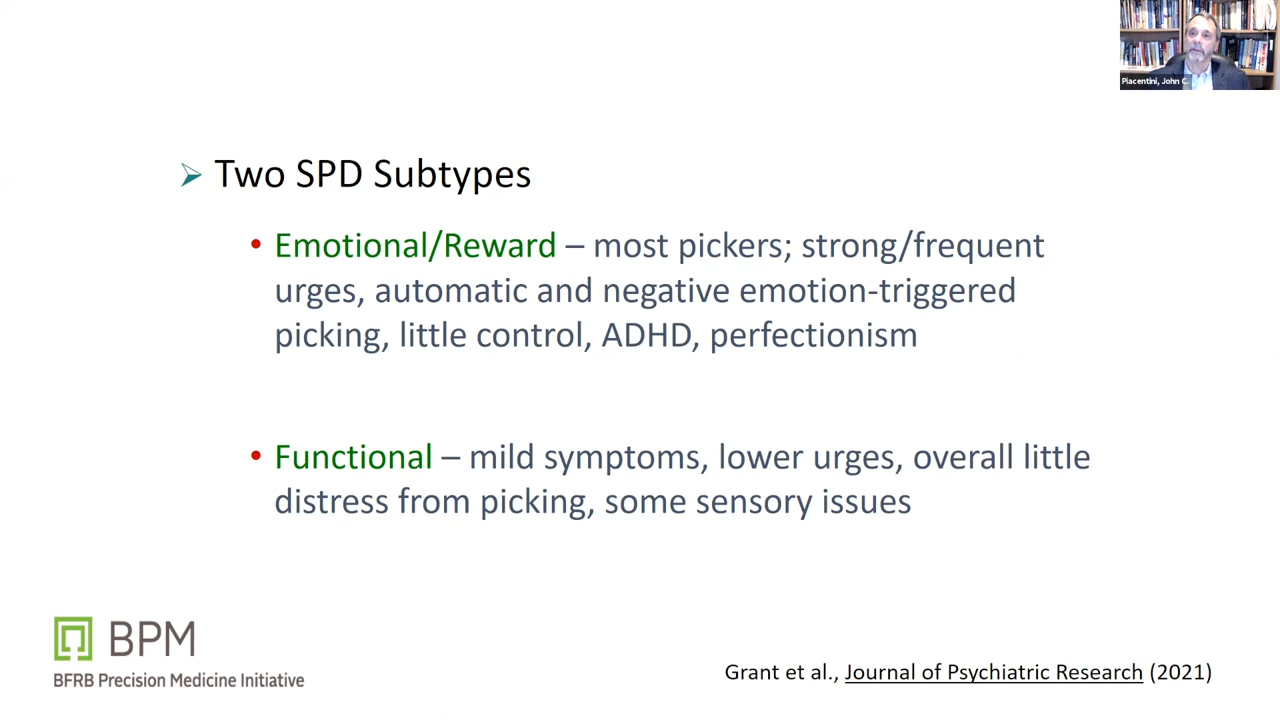 Piacentini, John C.
➢ Two SPD Subtypes
• Emotional/Reward – most pickers; strong/frequent
urges, automatic and negative emotion-triggered
picking, little control, ADHD, perfectionism
• Functional – mild symptoms, lower urges, overall little
distress from picking, some sensory issues
BPM
BFRB Precision Medicine Initiative
Grant et al., Journal of Psychiatric Research (2021)